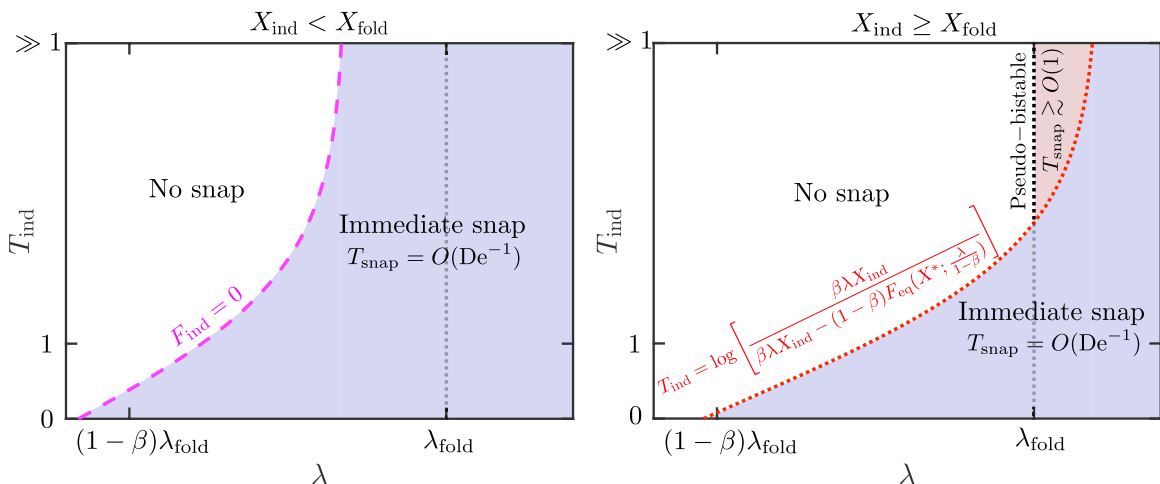 X_ind < X_fold
≫ 1
No snap
Immediate snap
T_snap = O(De⁻¹)
F_ind = 0
T_ind
1
0
(1 − β)λ_fold
λ_fold
λ
X_ind ≥ X_fold
≫ 1
Pseudo−bistable
T_snap ≳ O(1)
No snap
T_ind = log[βλX_ind / (βλX_ind − (1 − β)F_eq(X*; λ/(1−β)))]
Immediate snap
T_snap = O(De⁻¹)
T_ind
1
0
(1 − β)λ_fold
λ_fold
λ